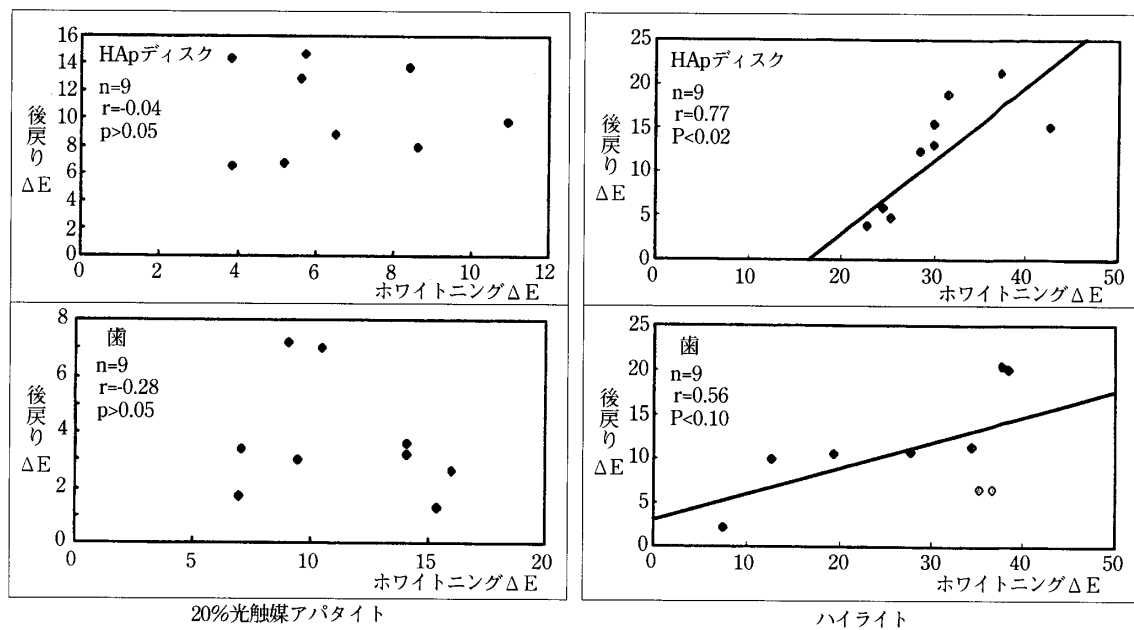 16
14
12
10
8
6
4
2
0
後戻り
ΔE
HApディスク
n=9
r=-0.04
p>0.05
0 2 4 6 8 10 12
ホワイトニングΔE
25
20
15
10
5
0
後戻り
ΔE
HApディスク
n=9
r=0.77
P<0.02
0 10 20 30 40 50
ホワイトニングΔE
8
6
4
2
0
後戻り
ΔE
歯
n=9
r=-0.28
p>0.05
0 5 10 15 20
ホワイトニングΔE
20%光触媒アパタイト
25
20
15
10
5
0
後戻り
ΔE
歯
n=9
r=0.56
P<0.10
0 10 20 30 40 50
ホワイトニングΔE
ハイライト